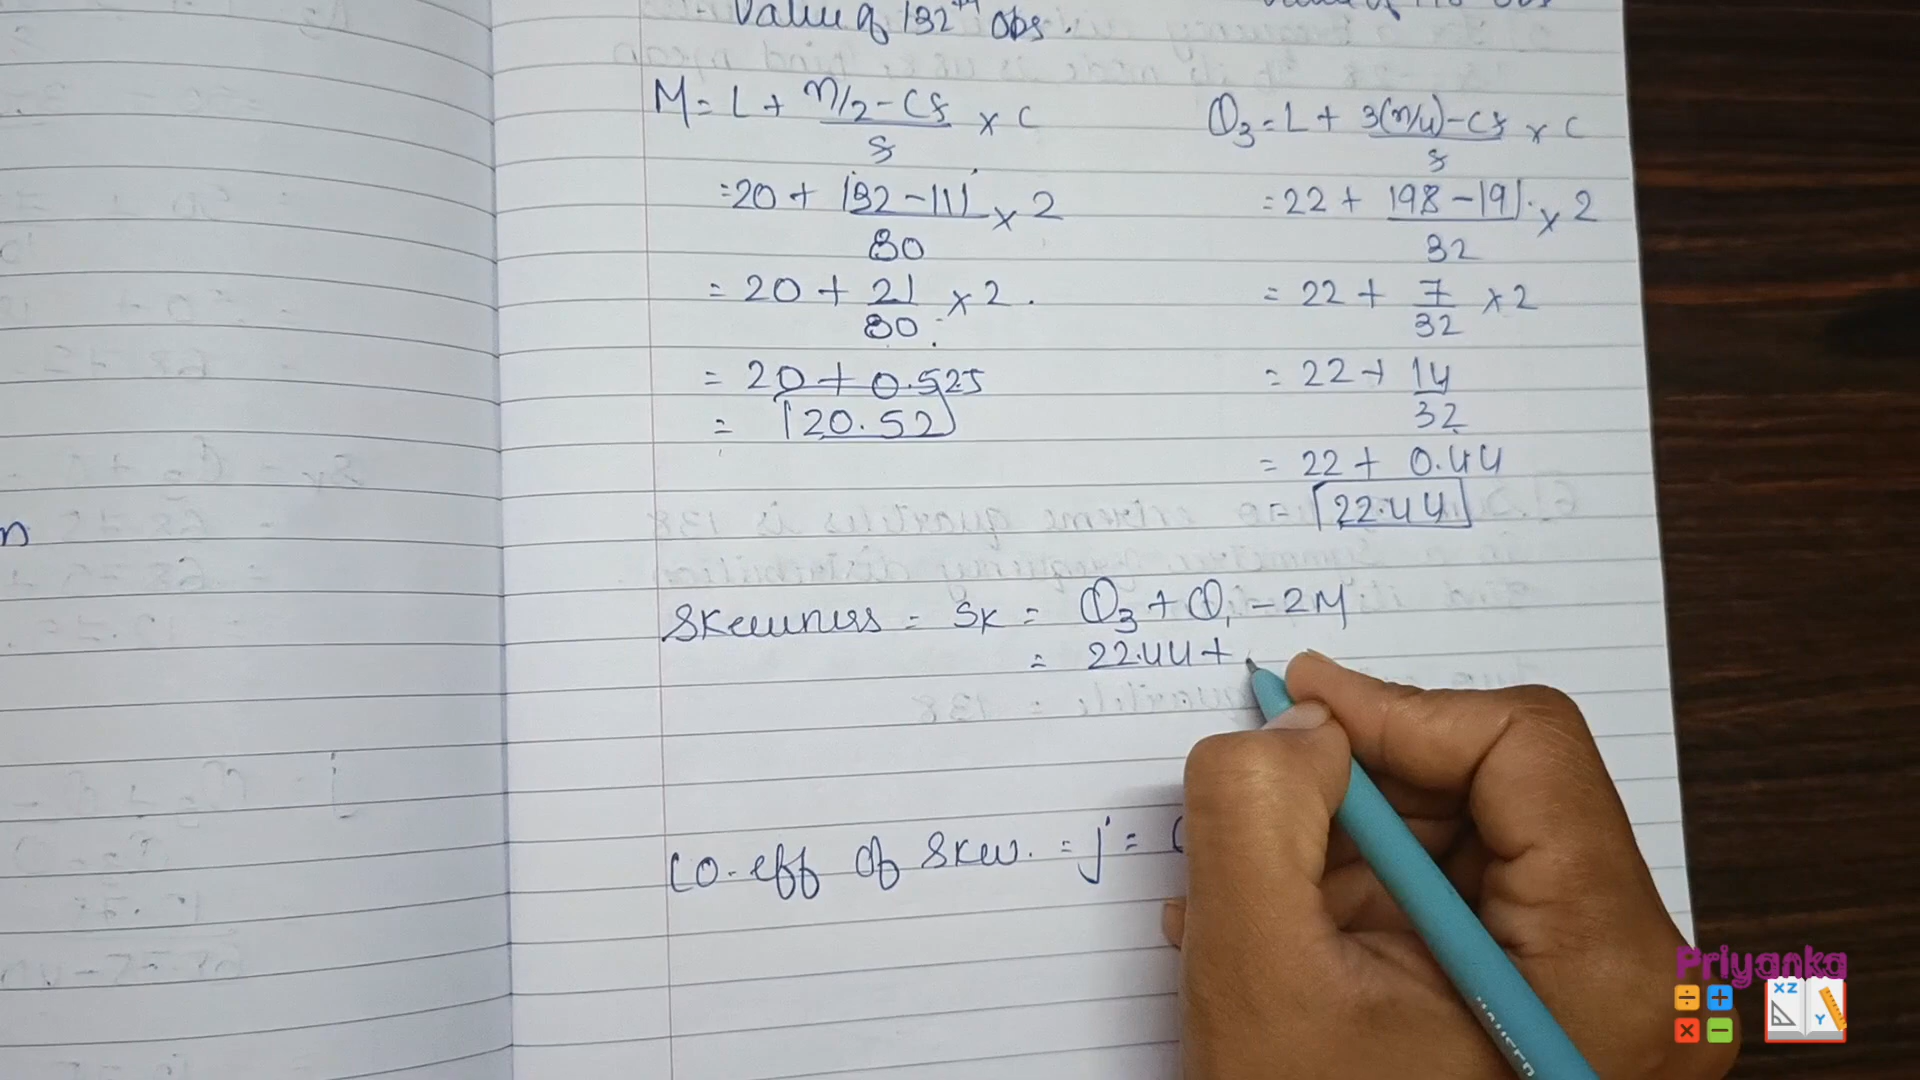 Value of 132th obs.
M = L + n/2 - cf / f × C
= 20 + 132 - 111 / 80 × 2
= 20 + 21 / 80 × 2.
= 20 + 0.525
= 20.52
Q3 = L + 3(n/4) - cf / f × C
= 22 + 198 - 191 / 32 × 2
= 22 + 7 / 32 × 2
= 22 + 14 / 32
= 22 + 0.44
= 22.44
Skewness = Sk = Q3 + Q1 - 2M
= 22.44 +
Co-eff of Skew. = j =
n
Priyanka
XZ
Y